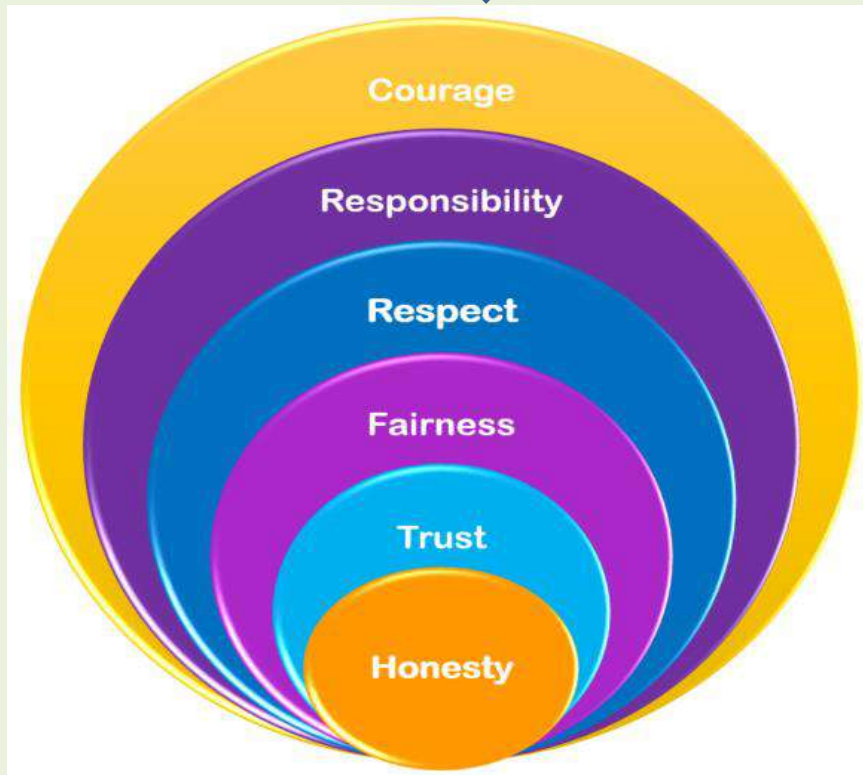 Courage
Responsibility
Respect
Fairness
Trust
Honesty